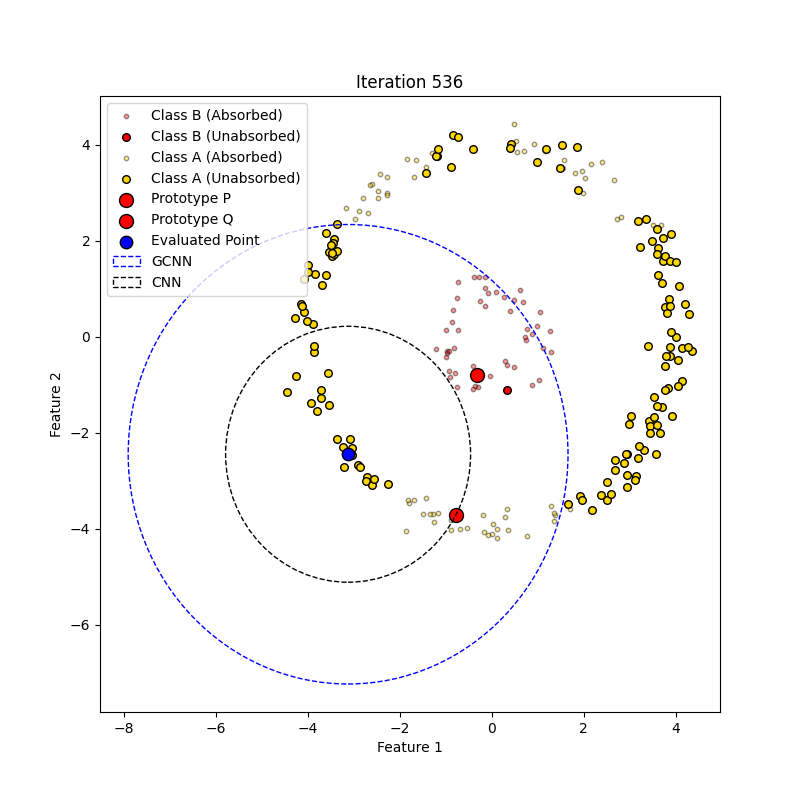 Iteration 536
Class B (Absorbed)
Class B (Unabsorbed)
Class A (Absorbed)
Class A (Unabsorbed)
Prototype P
Prototype Q
Evaluated Point
GCNN
CNN
4
2
0
−2
−4
−6
Feature 2
−8
−6
−4
−2
0
2
4
Feature 1